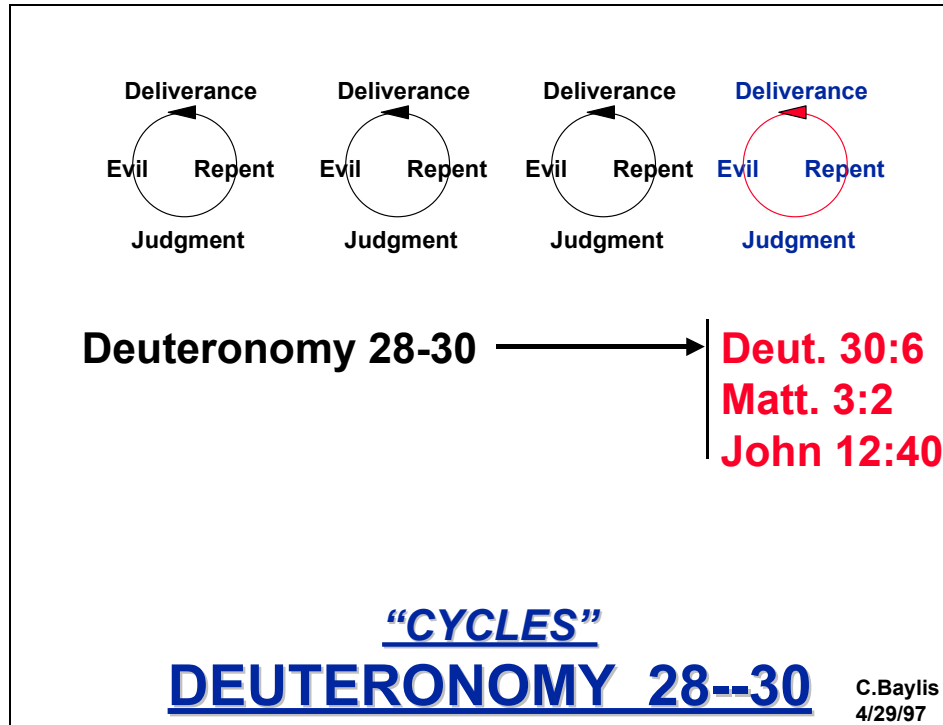 Deliverance Deliverance Deliverance Deliverance
Evil Repent Evil Repent Evil Repent Evil Repent
Judgment Judgment Judgment Judgment
Deuteronomy 28-30 Deut. 30:6
Matt. 3:2
John 12:40
“CYCLES”
DEUTERONOMY 28--30
C.Baylis
4/29/97